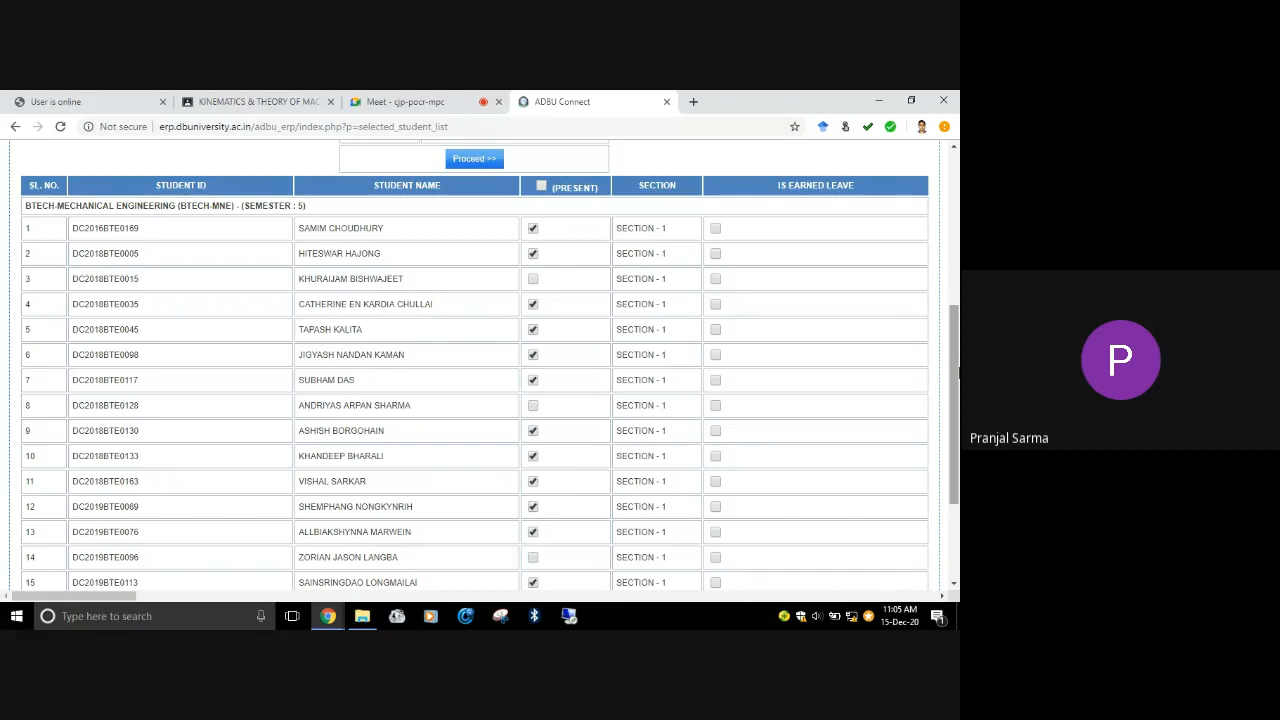 User is online
KINEMATICS & THEORY OF MAC
Meet - cjp-pocr-mpc
ADBU Connect
Not secure
erp.dbuniversity.ac.in/adbu_erp/index.php?p=selected_student_list
Proceed >>
SL. NO. STUDENT ID STUDENT NAME (PRESENT) SECTION IS EARNED LEAVE
BTECH-MECHANICAL ENGINEERING (BTECH-MNE) - (SEMESTER : 5)
1 DC2016BTE0169 SAMIM CHOUDHURY SECTION - 1
2 DC2018BTE0005 HITESWAR HAJONG SECTION - 1
3 DC2018BTE0015 KHURAIJAM BISHWAJEET SECTION - 1
4 DC2018BTE0035 CATHERINE EN KARDIA CHULLAI SECTION - 1
5 DC2018BTE0045 TAPASH KALITA SECTION - 1
6 DC2018BTE0098 JIGYASH NANDAN KAMAN SECTION - 1
7 DC2018BTE0117 SUBHAM DAS SECTION - 1
8 DC2018BTE0128 ANDRIYAS ARPAN SHARMA SECTION - 1
9 DC2018BTE0130 ASHISH BORGOHAIN SECTION - 1
10 DC2018BTE0133 KHANDEEP BHARALI SECTION - 1
11 DC2018BTE0163 VISHAL SARKAR SECTION - 1
12 DC2019BTE0069 SHEMPHANG NONGKYNRIH SECTION - 1
13 DC2019BTE0076 ALLBIAKSHYNNA MARWEIN SECTION - 1
14 DC2019BTE0096 ZORIAN JASON LANGBA SECTION - 1
15 DC2019BTE0113 SAINSRINGDAO LONGMAILAI SECTION - 1
Type here to search
11:05 AM
15-Dec-20
1
P
Pranjal Sarma